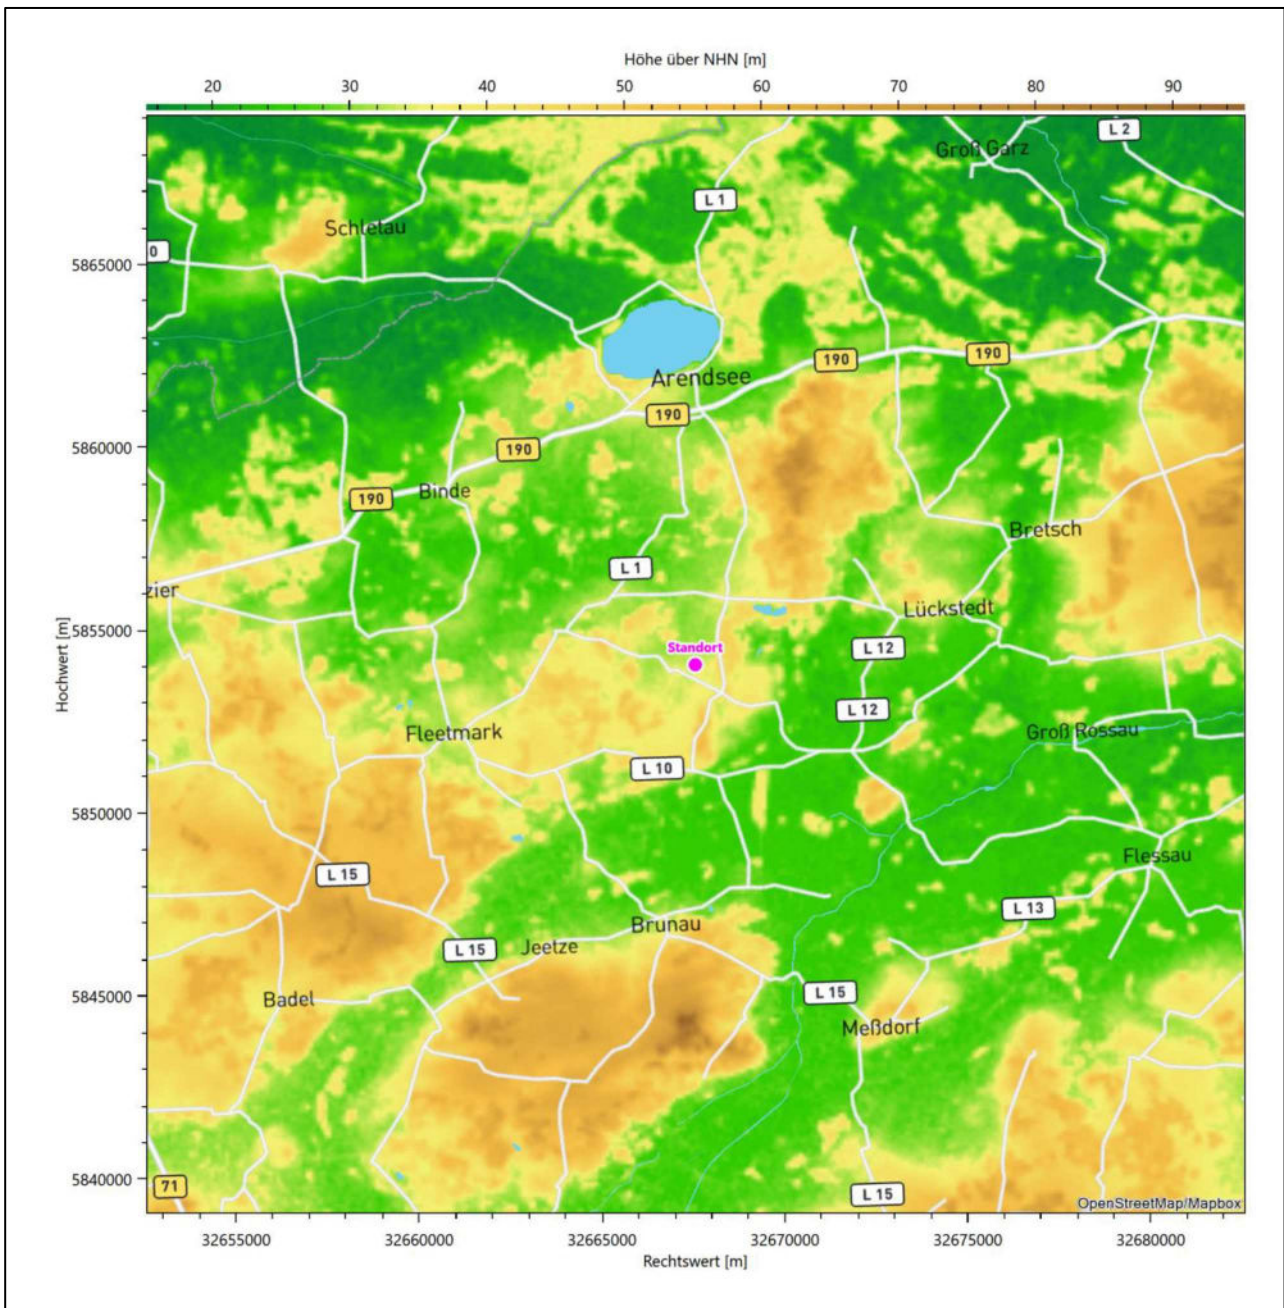 Höhe über NHN [m]
20 30 40 50 60 70 80 90
L 2
Groß Garz
L 1
Schletau
0
5865000
190
190
Arendsee
190
5860000
190
Binde
190
Bretsch
L 1
zier
Lückstedt
5855000
Standort
L 12
Hochwert [m]
L 12
Fleetmark
Groß Rossau
L 10
5850000
Flessau
L 15
L 13
Brunau
Jeetze
L 15
5845000
Badel
L 15
Meßdorf
5840000
71
L 15
OpenStreetMap/Mapbox
32655000 32660000 32665000 32670000 32675000 32680000
Rechtswert [m]